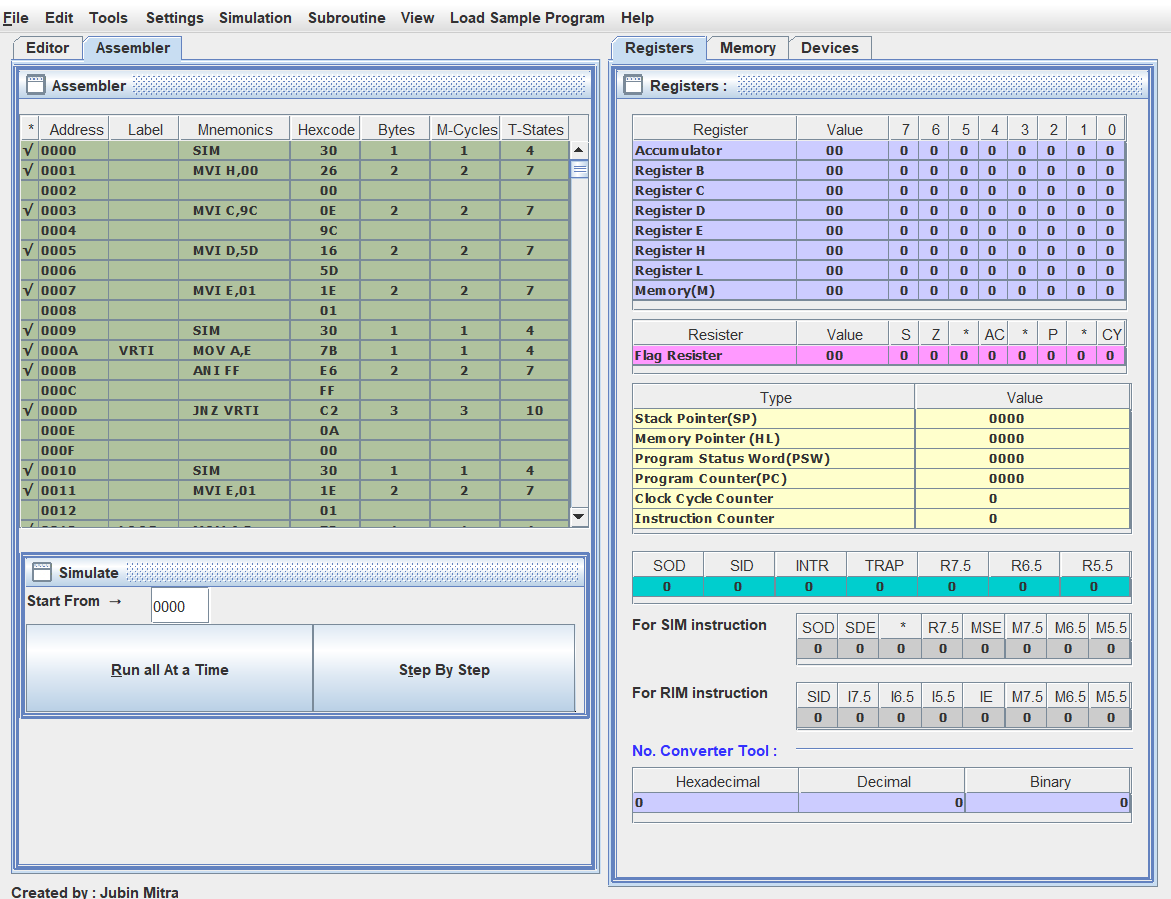 File Edit Tools Settings Simulation Subroutine View Load Sample Program Help
Editor Assembler
Assembler
* Address Label Mnemonics Hexcode Bytes M-Cycles T-States
√ 0000 SIM 30 1 1 4
√ 0001 MVI H,00 26 2 2 7
0002 00
√ 0003 MVI C,9C 0E 2 2 7
0004 9C
√ 0005 MVI D,5D 16 2 2 7
0006 5D
√ 0007 MVI E,01 1E 2 2 7
0008 01
√ 0009 SIM 30 1 1 4
√ 000A VRTI MOV A,E 7B 1 1 4
√ 000B ANI FF E6 2 2 7
000C FF
√ 000D JNZ VRTI C2 3 3 10
000E 0A
000F 00
√ 0010 SIM 30 1 1 4
√ 0011 MVI E,01 1E 2 2 7
0012 01
Simulate
Start From → 0000
Run all At a Time Step By Step
Created by : Jubin Mitra
Registers Memory Devices
Registers :
Register Value 7 6 5 4 3 2 1 0
Accumulator 00 0 0 0 0 0 0 0 0
Register B 00 0 0 0 0 0 0 0 0
Register C 00 0 0 0 0 0 0 0 0
Register D 00 0 0 0 0 0 0 0 0
Register E 00 0 0 0 0 0 0 0 0
Register H 00 0 0 0 0 0 0 0 0
Register L 00 0 0 0 0 0 0 0 0
Memory(M) 00 0 0 0 0 0 0 0 0
Resister Value S Z * AC * P * CY
Flag Resister 00 0 0 0 0 0 0 0 0
Type Value
Stack Pointer(SP) 0000
Memory Pointer (HL) 0000
Program Status Word(PSW) 0000
Program Counter(PC) 0000
Clock Cycle Counter 0
Instruction Counter 0
SOD SID INTR TRAP R7.5 R6.5 R5.5
0 0 0 0 0 0 0
For SIM instruction
SOD SDE * R7.5 MSE M7.5 M6.5 M5.5
0 0 0 0 0 0 0 0
For RIM instruction
SID I7.5 I6.5 I5.5 IE M7.5 M6.5 M5.5
0 0 0 0 0 0 0 0
No. Converter Tool :
Hexadecimal Decimal Binary
0 0 0